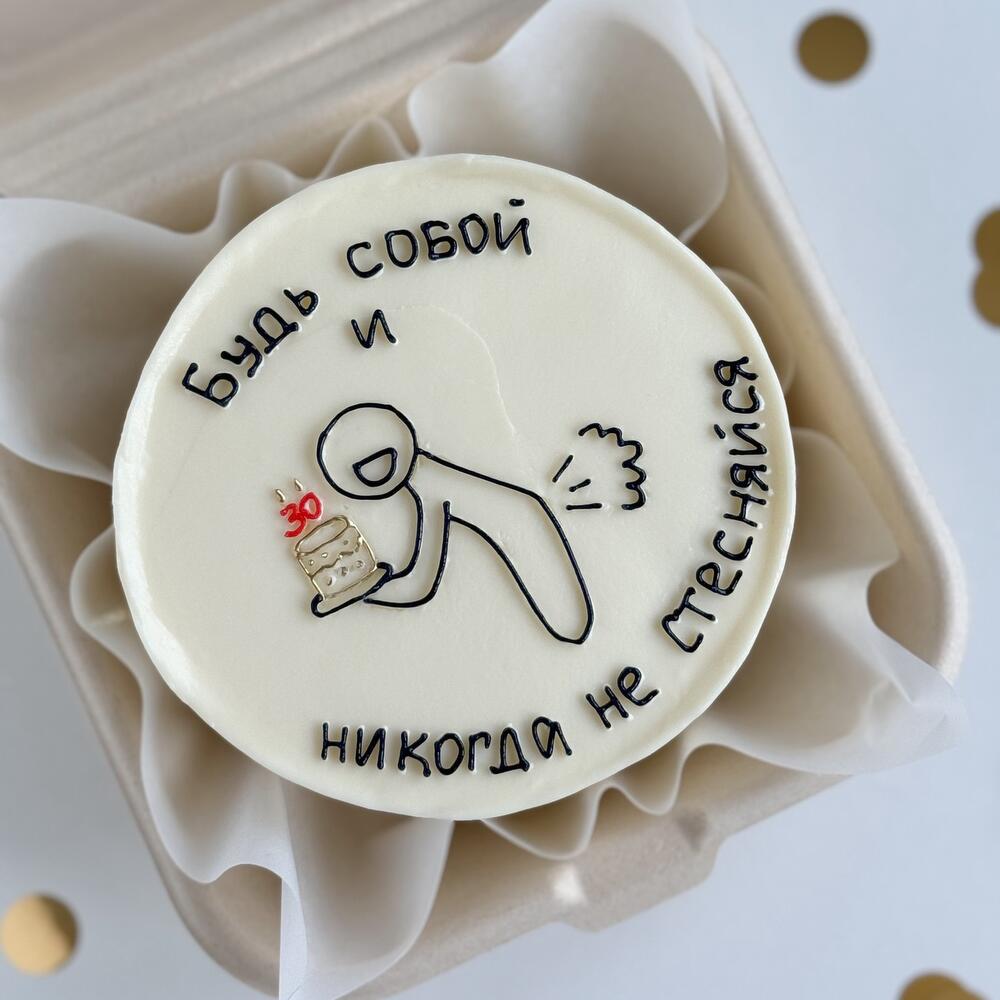 Будь собой
и
никогда не стесняйся
30